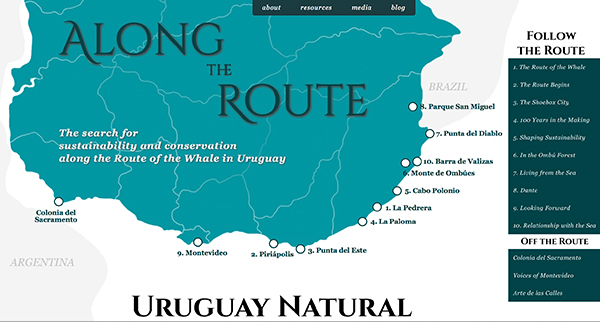 about resources media blog
ALONG
THE
ROUTE
The search for
sustainability and conservation
along the Route of the Whale in Uruguay
BRAZIL
8. Parque San Miguel
7. Punta del Diablo
10. Barra de Valizas
6. Monte de Ombúes
5. Cabo Polonio
1. La Pedrera
4. La Paloma
3. Punta del Este
2. Piriápolis
9. Montevideo
Colonia del
Sacramento
ARGENTINA
URUGUAY NATURAL
FOLLOW
THE ROUTE
1. The Route of the Whale
2. The Route Begins
3. The Shoebox City
4. 100 Years in the Making
5. Shaping Sustainability
6. In the Ombú Forest
7. Living from the Sea
8. Dante
9. Looking Forward
10. Relationship with the Sea
OFF THE ROUTE
Colonia del Sacramento
Voices of Montevideo
Arte de las Calles